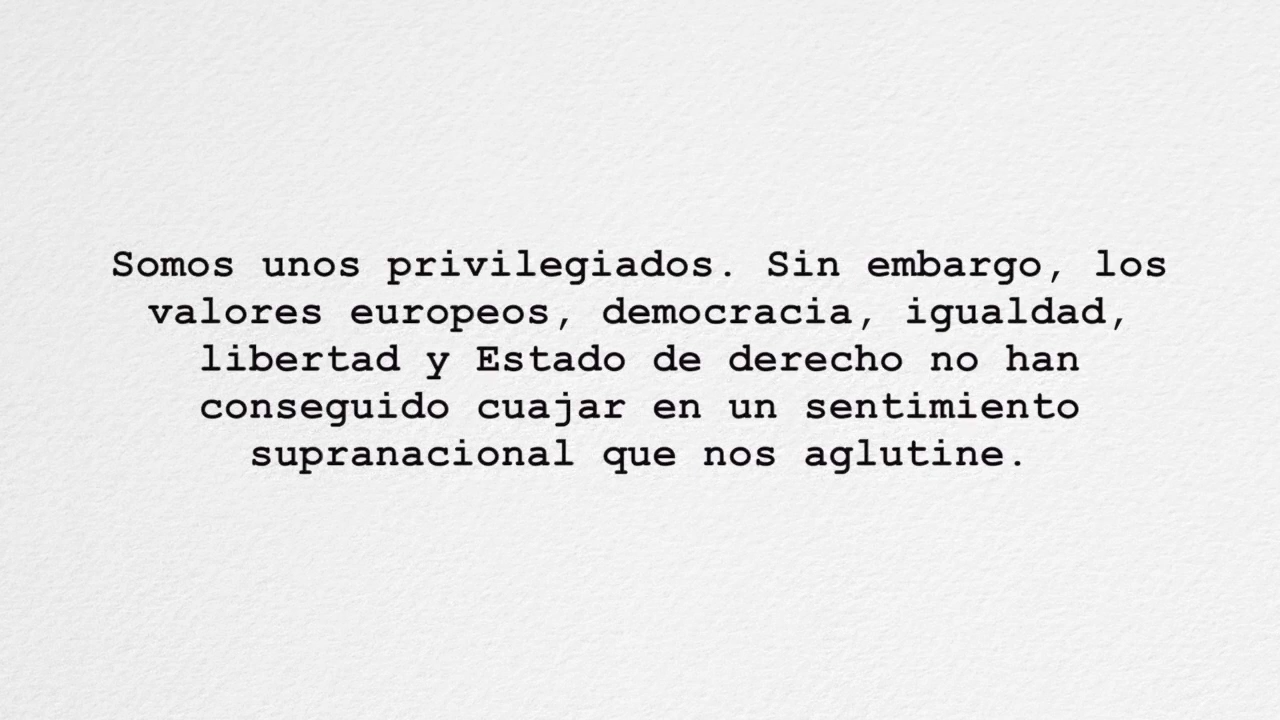 Somos unos privilegiados. Sin embargo, los
valores europeos, democracia, igualdad,
libertad y Estado de derecho no han
conseguido cuajar en un sentimiento
supranacional que nos aglutine.